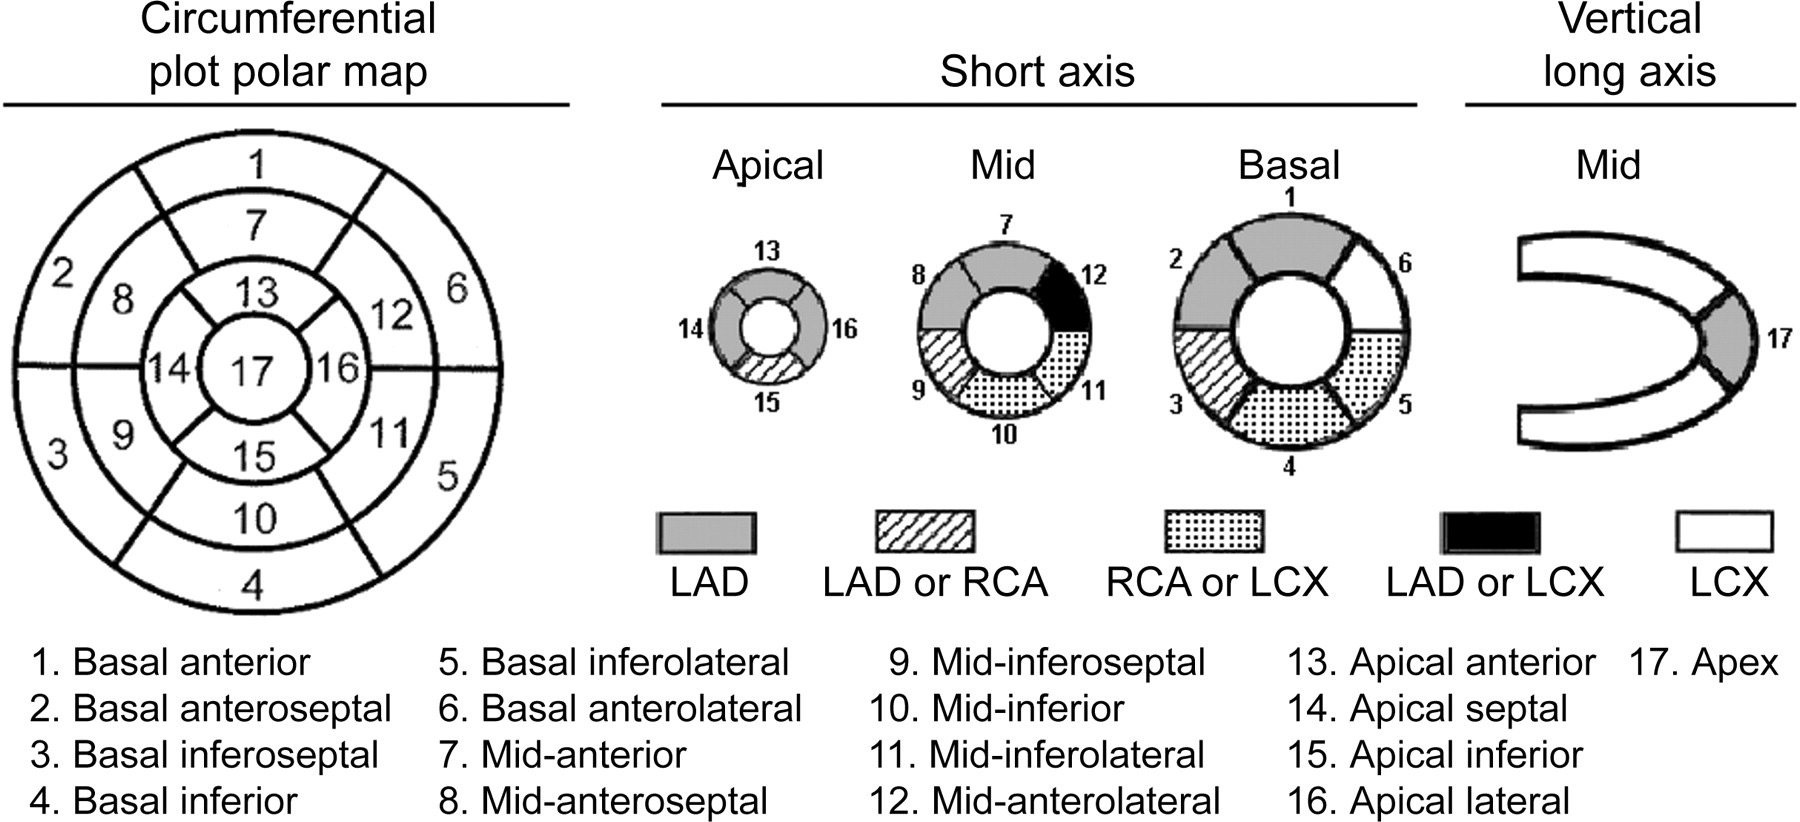 Circumferential
plot polar map
Short axis
Vertical
long axis
1
2
7
6
8
13
12
14
17
16
3
9
15
11
5
10
4
Apical
Mid
Basal
Mid
13
14
16
15
7
8
12
9
11
10
1
2
6
3
5
4
17
LAD
LAD or RCA
RCA or LCX
LAD or LCX
LCX
1. Basal anterior
2. Basal anteroseptal
3. Basal inferoseptal
4. Basal inferior
5. Basal inferolateral
6. Basal anterolateral
7. Mid-anterior
8. Mid-anteroseptal
9. Mid-inferoseptal
10. Mid-inferior
11. Mid-inferolateral
12. Mid-anterolateral
13. Apical anterior
14. Apical septal
15. Apical inferior
16. Apical lateral
17. Apex